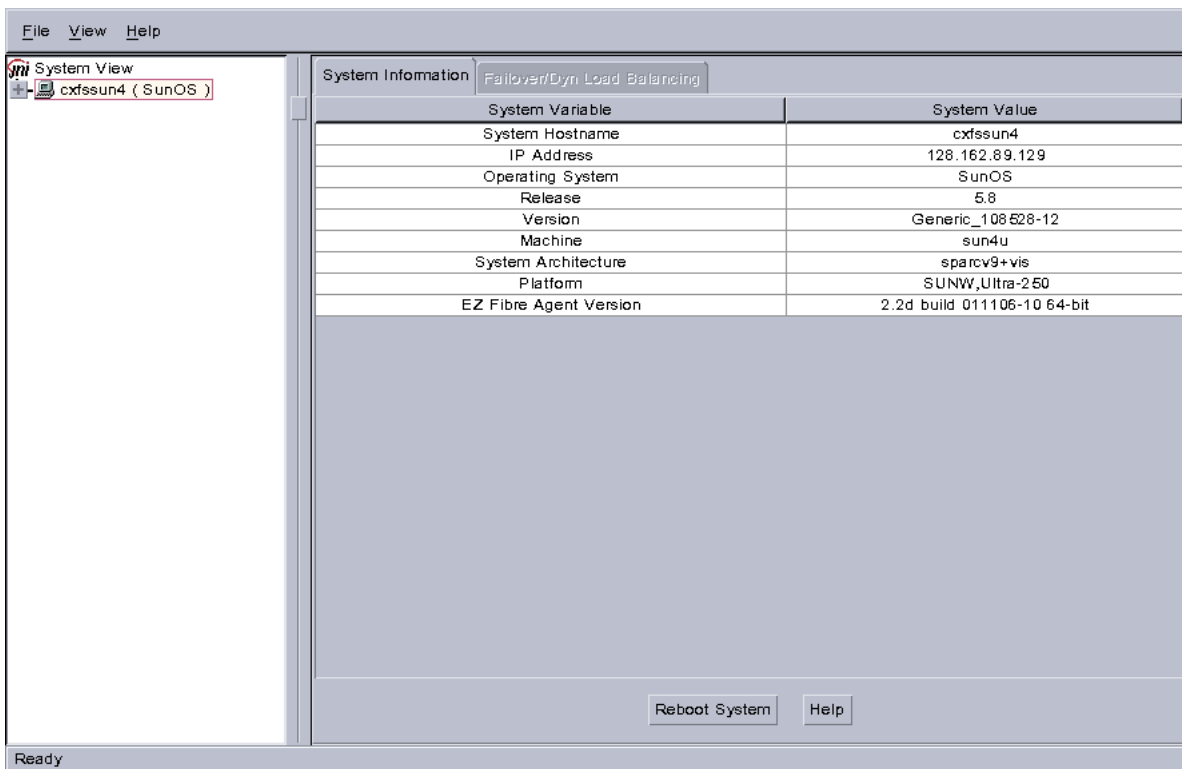 File View Help
jni System View
cxfssun4 ( SunOS )
System Information Failover/Dyn Load Balancing
System Variable System Value
System Hostname cxfssun4
IP Address 128.162.89.129
Operating System SunOS
Release 5.8
Version Generic_108528-12
Machine sun4u
System Architecture sparcv9+vis
Platform SUNW,Ultra-250
EZ Fibre Agent Version 2.2d build 011106-10 64-bit
Reboot System Help
Ready